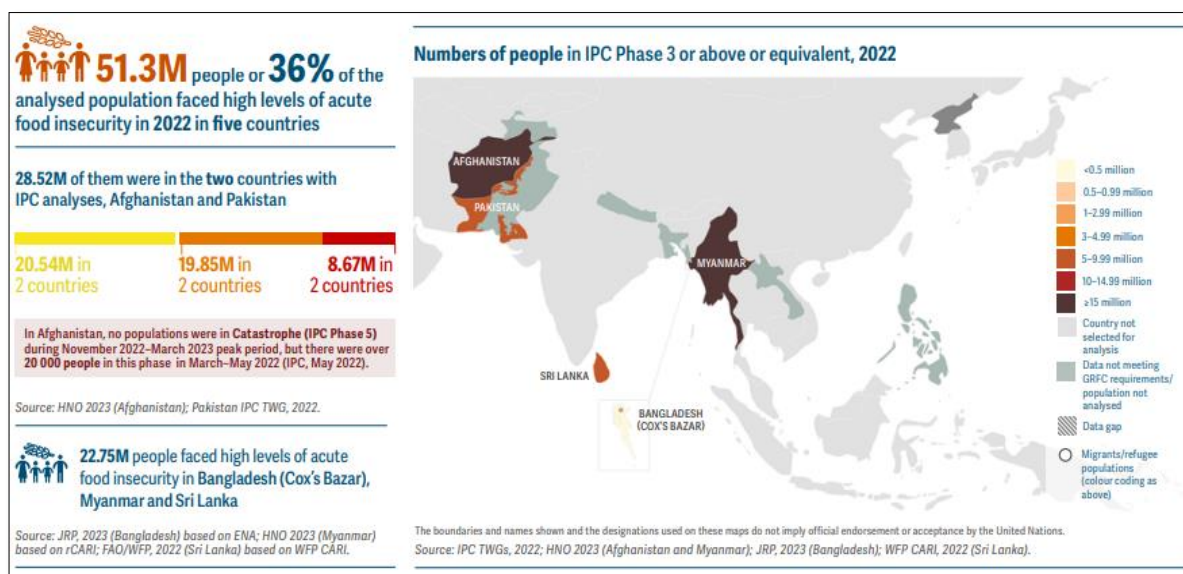 51.3M people or 36% of the
analysed population faced high levels of acute
food insecurity in 2022 in five countries
28.52M of them were in the two countries with
IPC analyses, Afghanistan and Pakistan
20.54M in
2 countries
19.85M in
2 countries
8.67M in
2 countries
In Afghanistan, no populations were in Catastrophe (IPC Phase 5)
during November 2022–March 2023 peak period, but there were over
20 000 people in this phase in March–May 2022 (IPC, May 2022).
Source: HNO 2023 (Afghanistan); Pakistan IPC TWG, 2022.
22.75M people faced high levels of acute
food insecurity in Bangladesh (Cox's Bazar),
Myanmar and Sri Lanka
Source: JRP, 2023 (Bangladesh) based on ENA; HNO 2023 (Myanmar)
based on rCARI; FAO/WFP, 2022 (Sri Lanka) based on WFP CARI.
Numbers of people in IPC Phase 3 or above or equivalent, 2022
AFGHANISTAN
PAKISTAN
MYANMAR
SRI LANKA
BANGLADESH
(COX'S BAZAR)
<0.5 million
0.5–0.99 million
1–2.99 million
3–4.99 million
5–9.99 million
10–14.99 million
≥15 million
Country not
selected for
analysis
Data not meeting
GRFC requirements/
population not
analysed
Data gap
Migrants/refugee
populations
(colour coding as
above)
The boundaries and names shown and the designations used on these maps do not imply official endorsement or acceptance by the United Nations.
Source: IPC TWGs, 2022; HNO 2023 (Afghanistan and Myanmar); JRP, 2023 (Bangladesh); WFP CARI, 2022 (Sri Lanka).